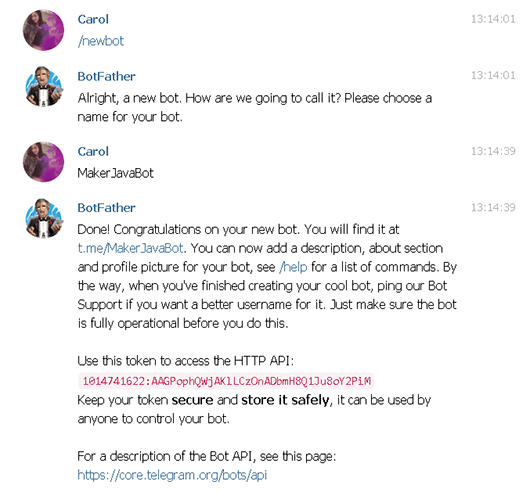 Carol 13:14:01
/newbot
BotFather 13:14:01
Alright, a new bot. How are we going to call it? Please choose a
name for your bot.
Carol 13:14:39
MakerJavaBot
BotFather 13:14:39
Done! Congratulations on your new bot. You will find it at
t.me/MakerJavaBot. You can now add a description, about section
and profile picture for your bot, see /help for a list of commands. By
the way, when you've finished creating your cool bot, ping our Bot
Support if you want a better username for it. Just make sure the bot
is fully operational before you do this.
Use this token to access the HTTP API:
1014741622:AAGPophQWjAKlLCzOnADbmH8Q1Ju8oY2PiM
Keep your token secure and store it safely, it can be used by
anyone to control your bot.
For a description of the Bot API, see this page:
https://core.telegram.org/bots/api